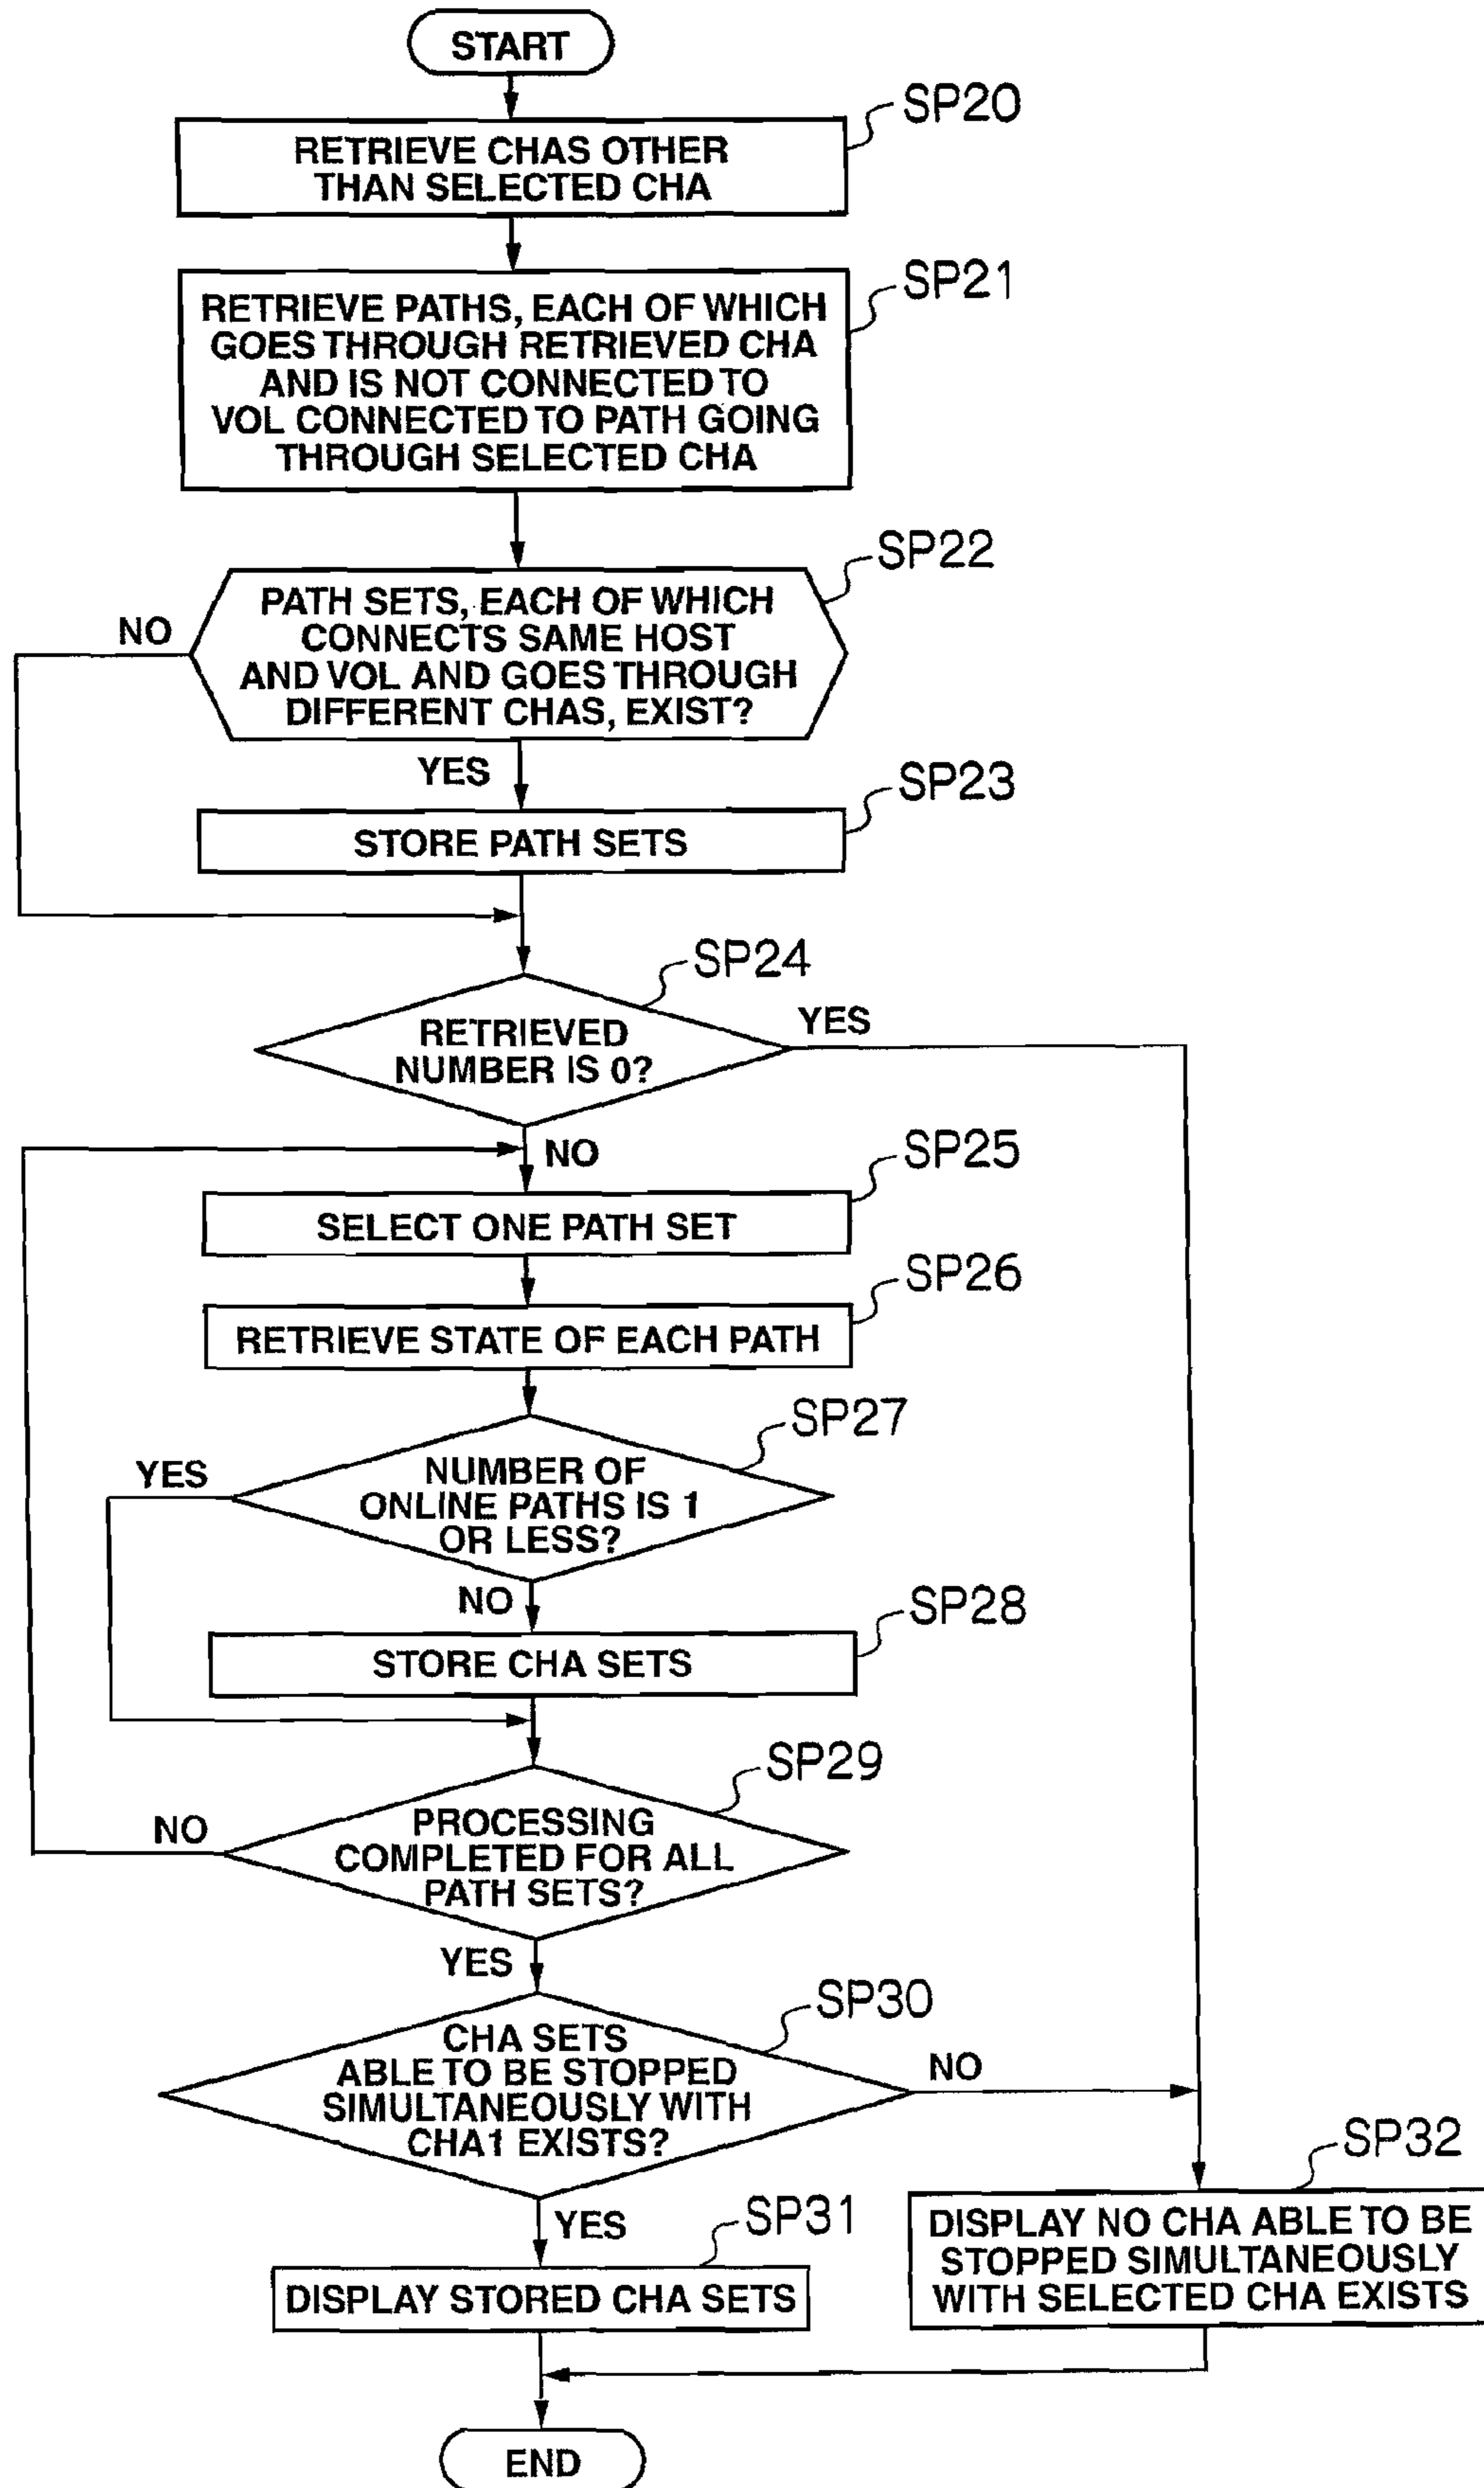 START
SP20
RETRIEVE CHAS OTHER
THAN SELECTED CHA
SP21
RETRIEVE PATHS, EACH OF WHICH
GOES THROUGH RETRIEVED CHA
AND IS NOT CONNECTED TO
VOL CONNECTED TO PATH GOING
THROUGH SELECTED CHA
SP22
NO
PATH SETS, EACH OF WHICH
CONNECTS SAME HOST
AND VOL AND GOES THROUGH
DIFFERENT CHAS, EXIST?
YES
SP23
STORE PATH SETS
SP24
YES
RETRIEVED
NUMBER IS 0?
NO
SP25
SELECT ONE PATH SET
SP26
RETRIEVE STATE OF EACH PATH
SP27
YES
NUMBER OF
ONLINE PATHS IS 1
OR LESS?
NO
SP28
STORE CHA SETS
SP29
NO
PROCESSING
COMPLETED FOR ALL
PATH SETS?
YES
SP30
CHA SETS
ABLE TO BE STOPPED
SIMULTANEOUSLY WITH
CHA1 EXISTS?
NO
YES
SP31
DISPLAY STORED CHA SETS
SP32
DISPLAY NO CHA ABLE TO BE
STOPPED SIMULTANEOUSLY
WITH SELECTED CHA EXISTS
END